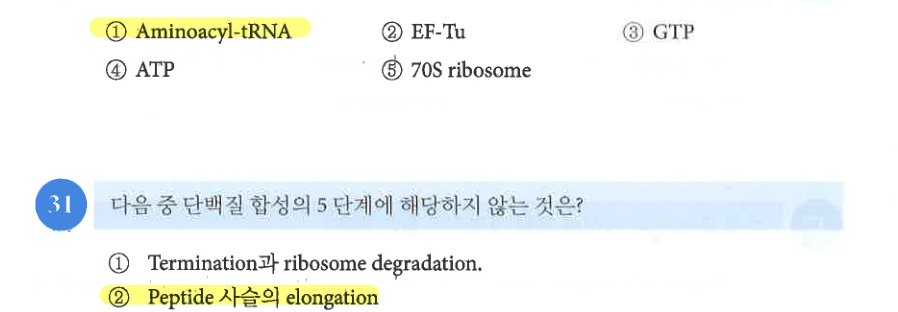 ① Aminoacyl-tRNA ② EF-Tu ③ GTP
④ ATP ⑤ 70S ribosome
31 다음 중 단백질 합성의 5 단계에 해당하지 않는 것은?
① Termination과 ribosome degradation.
② Peptide 사슬의 elongation